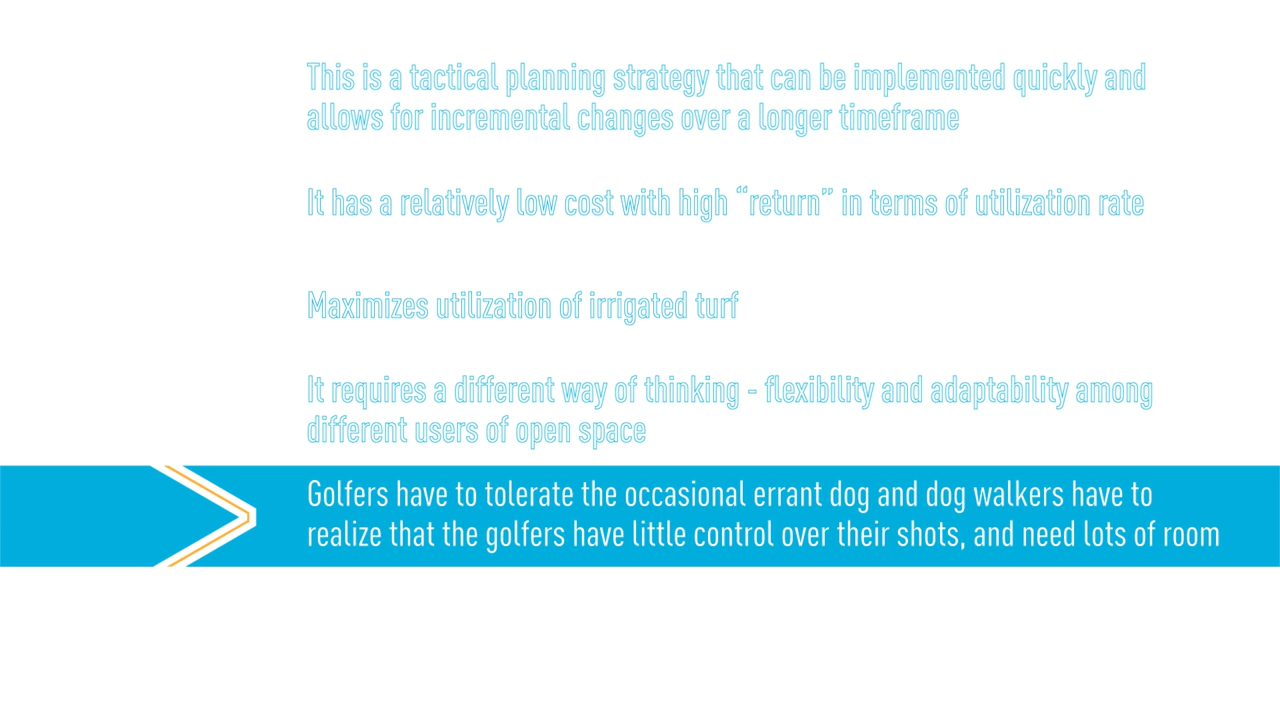 This is a tactical planning strategy that can be implemented quickly and
allows for incremental changes over a longer timeframe
It has a relatively low cost with high “return” in terms of utilization rate
Maximizes utilization of irrigated turf
It requires a different way of thinking - flexibility and adaptability among
different users of open space
Golfers have to tolerate the occasional errant dog and dog walkers have to
realize that the golfers have little control over their shots, and need lots of room